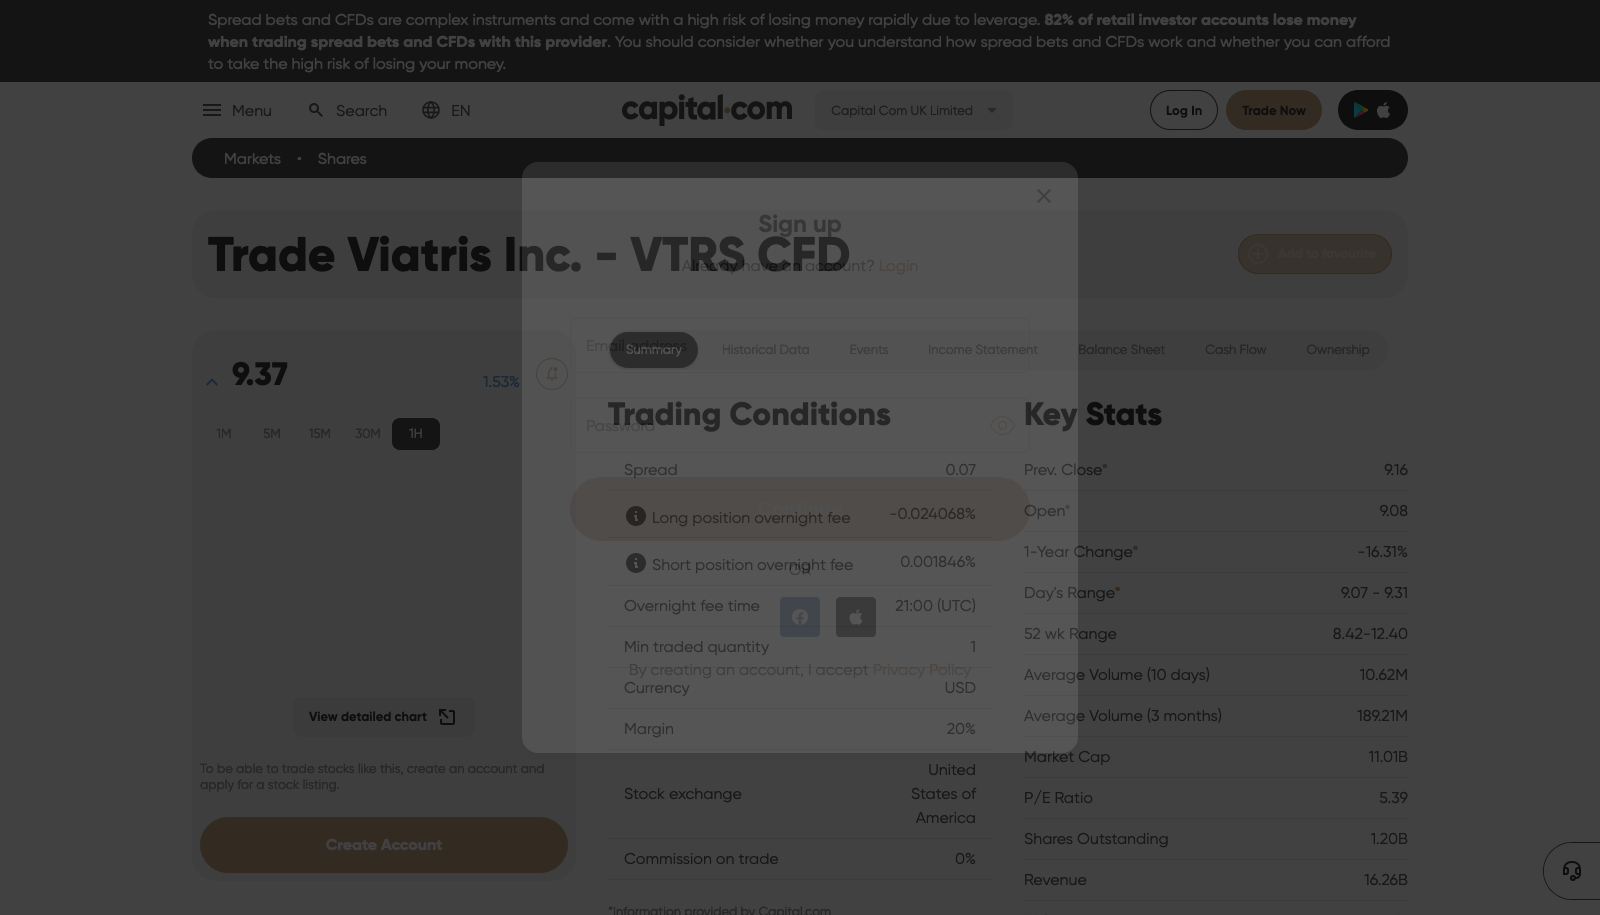 Spread bets and CFDs are complex instruments and come with a high risk of losing money rapidly due to leverage. 82% of retail investor accounts lose money
when trading spread bets and CFDs with this provider. You should consider whether you understand how spread bets and CFDs work and whether you can afford
to take the high risk of losing your money.
Menu Search EN capital.com Capital Com UK Limited Log In Trade Now
Markets • Shares
Sign up
Trade Viatris Inc. - VTRS CFD Add to favourite
Already have an account? Login
Email address
Summary Historical Data Events Income Statement Balance Sheet Cash Flow Ownership
9.37 1.53%
1M 5M 15M 30M 1H
Trading Conditions Key Stats
Password
Spread 0.07
Prev. Close* 9.16
Long position overnight fee -0.024068%
Open* 9.08
Short position overnight fee 0.001846%
1-Year Change* -16.31%
Or
Overnight fee time 21:00 (UTC)
Day's Range* 9.07 - 9.31
Min traded quantity 1
52 wk Range 8.42-12.40
By creating an account, I accept Privacy Policy
Currency USD
Average Volume (10 days) 10.62M
View detailed chart
Margin 20%
Average Volume (3 months) 189.21M
To be able to trade stocks like this, create an account and
apply for a stock listing.
Stock exchange United
States of
America
Market Cap 11.01B
P/E Ratio 5.39
Create Account
Commission on trade 0%
Shares Outstanding 1.20B
Revenue 16.26B
*Information provided by Capital.com